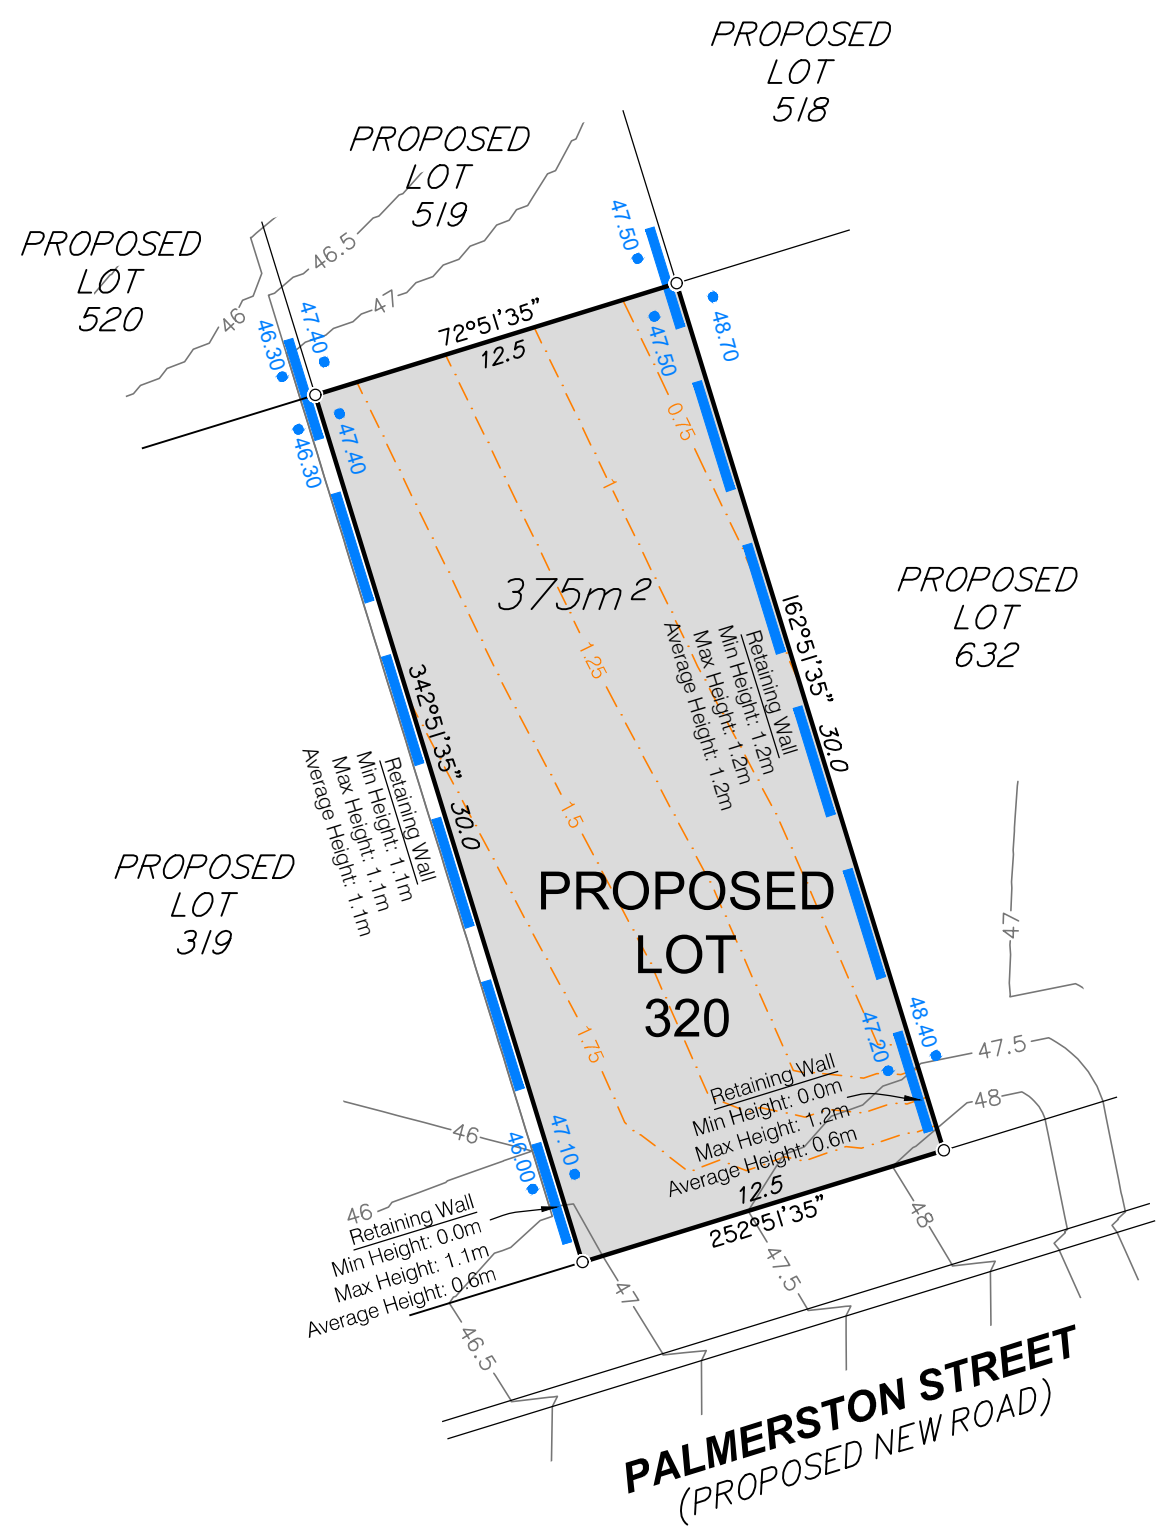 PROPOSED
LOT
518
PROPOSED
LOT
519
PROPOSED
LOT
520
46.5
47
46
47.50
47.40
46.30
72°51'35"
12.5
47.50
48.70
46.30
47.40
0.75
1
375m²
PROPOSED
LOT
632
1.25
162°51'35"
30.0
Retaining Wall
Min Height: 1.2m
Max Height: 1.2m
Average Height: 1.2m
342°51'35"
30.0
Retaining Wall
Min Height: 1.1m
Max Height: 1.1m
Average Height: 1.1m
1.5
PROPOSED
LOT
319
PROPOSED
LOT
320
47
1.75
47.20
48.40
47.5
48
Retaining Wall
Min Height: 0.0m
Max Height: 1.2m
Average Height: 0.6m
46
46.00
47.10
46
12.5
252°51'35"
48
Retaining Wall
Min Height: 0.0m
Max Height: 1.1m
Average Height: 0.6m
47.5
47
46.5
PALMERSTON STREET
(PROPOSED NEW ROAD)